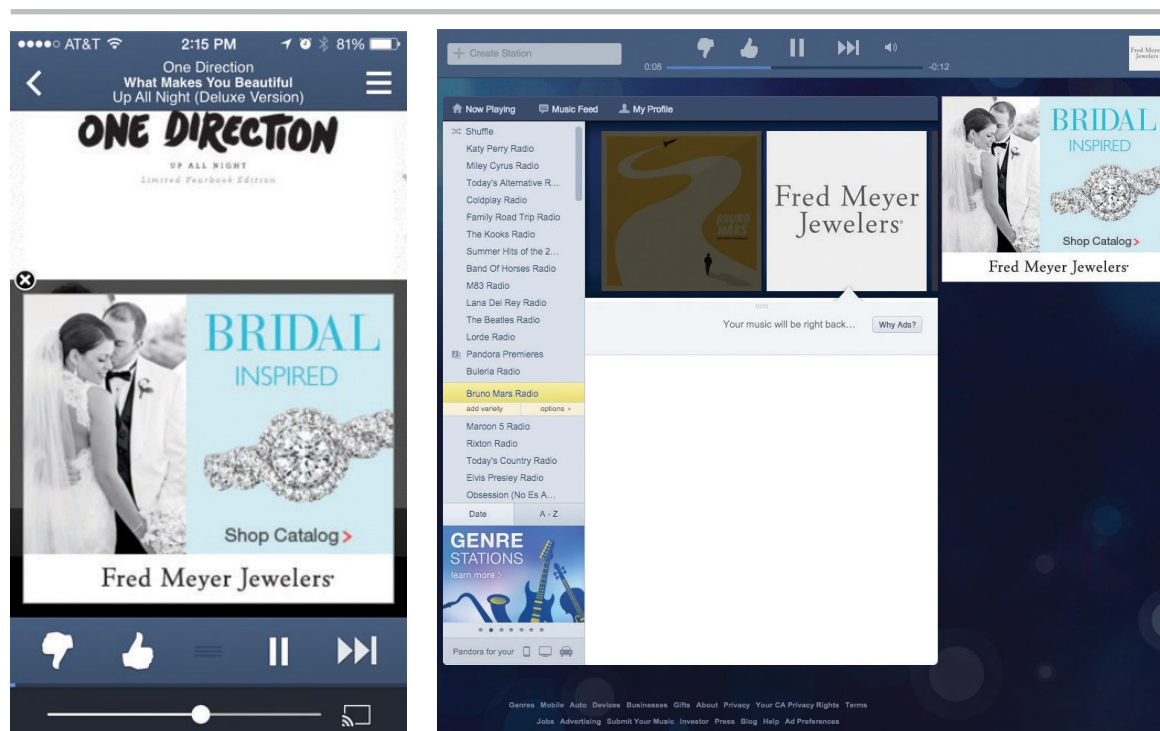 AT&T
2:15 PM
81%
One Direction
What Makes You Beautiful
Up All Night (Deluxe Version)
ONE DIRECTION
UP ALL NIGHT
Limited Yearbook Edition
BRIDAL
INSPIRED
Shop Catalog >
Fred Meyer Jewelers
+ Create Station
0:08
-0:12
Fred Meyer
Jewelers
Now Playing
Music Feed
My Profile
Shuffle
Katy Perry Radio
Miley Cyrus Radio
Today's Alternative R...
Coldplay Radio
Family Road Trip Radio
The Kooks Radio
Summer Hits of the 2...
Band Of Horses Radio
M83 Radio
Lana Del Rey Radio
The Beatles Radio
Lorde Radio
Pandora Premieres
Buleria Radio
Bruno Mars Radio
add variety options
Maroon 5 Radio
Rixton Radio
Today's Country Radio
Elvis Presley Radio
Obsession (No Es A...
Date A - Z
GENRE
STATIONS
learn more >
Pandora for your
BRUNO
MARS
Fred Meyer
Jewelers
Your music will be right back...
Why Ads?
BRIDAL
INSPIRED
Shop Catalog >
Fred Meyer Jewelers
Genres Mobile Auto Devices Businesses Gifts About Privacy Your CA Privacy Rights Terms
Jobs Advertising Submit Your Music Investor Press Blog Help Ad Preferences